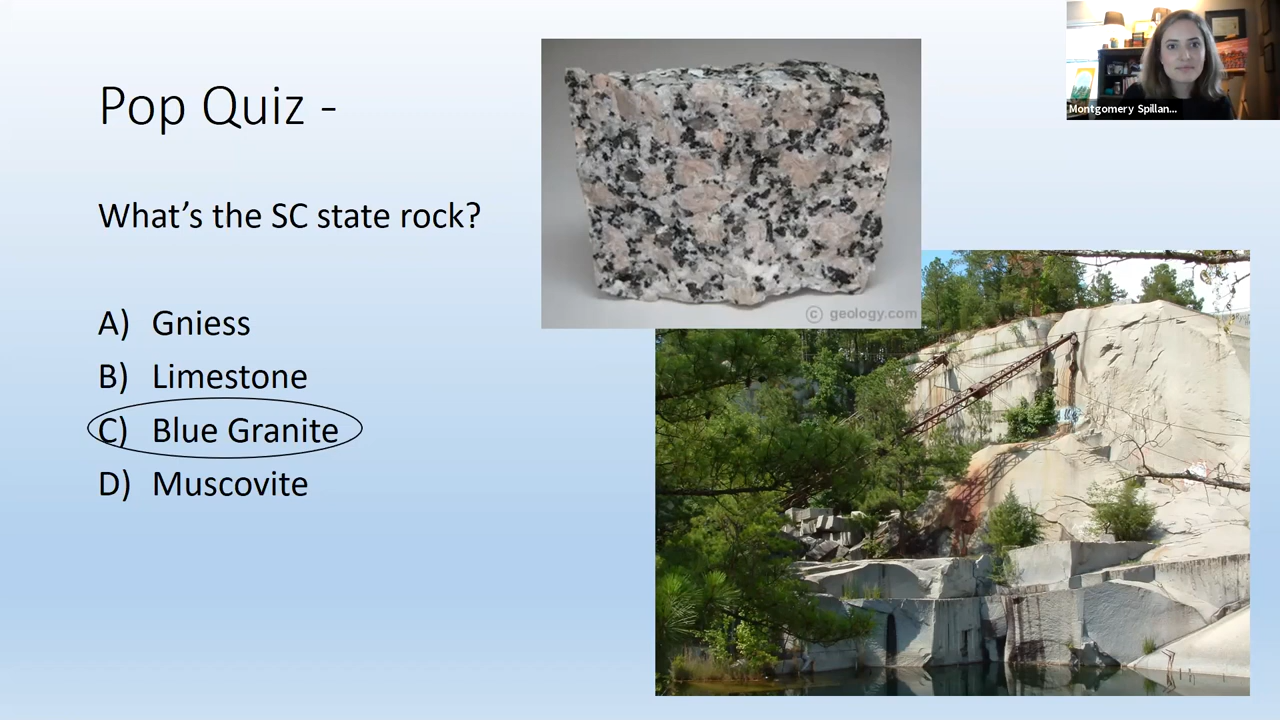 Pop Quiz -
What's the SC state rock?
A) Gniess
B) Limestone
C) Blue Granite
D) Muscovite
© geology.com
Montgomery Spillan...